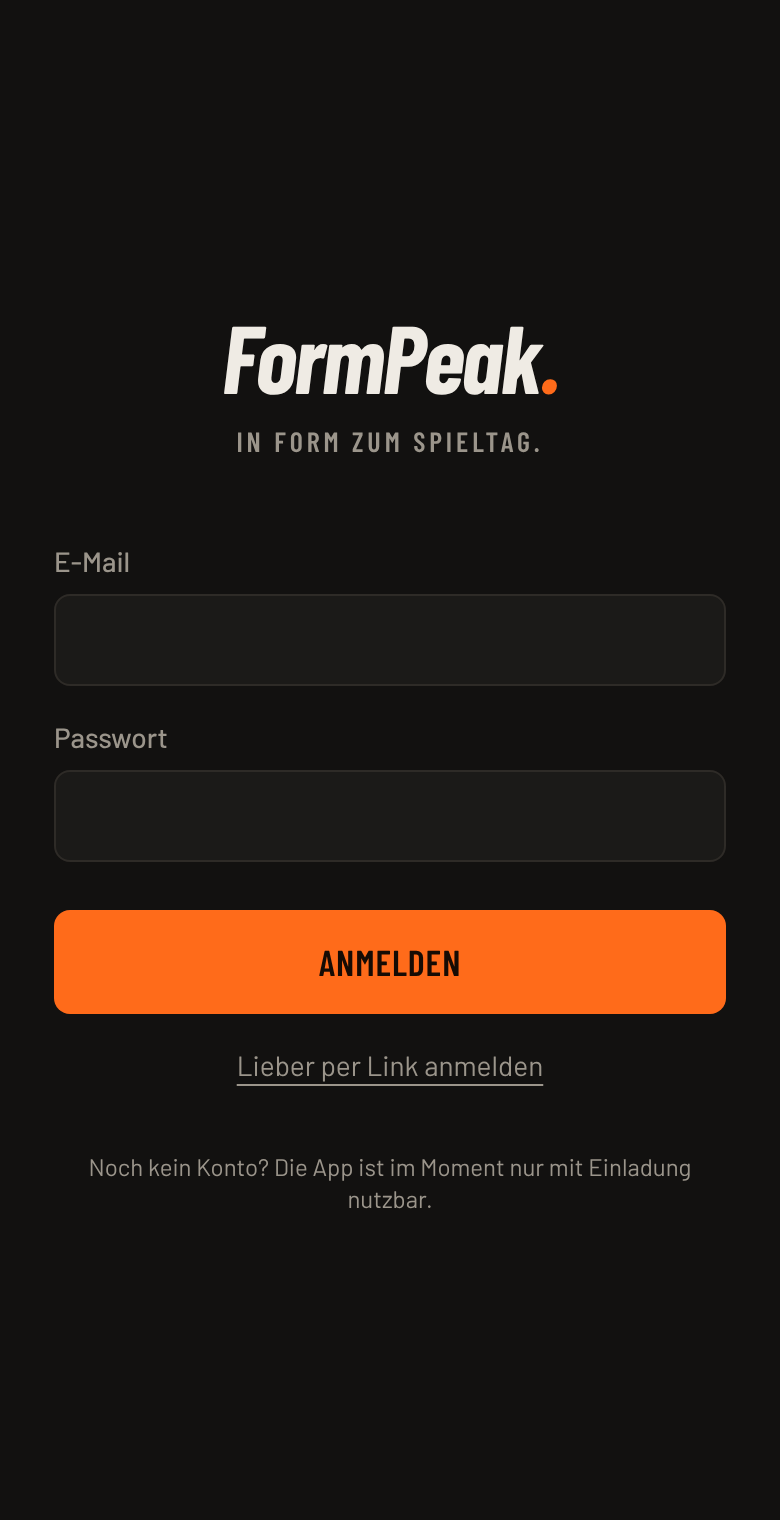 FormPeak.
IN FORM ZUM SPIELTAG.
E-Mail
Passwort
ANMELDEN
Lieber per Link anmelden
Noch kein Konto? Die App ist im Moment nur mit Einladung
nutzbar.